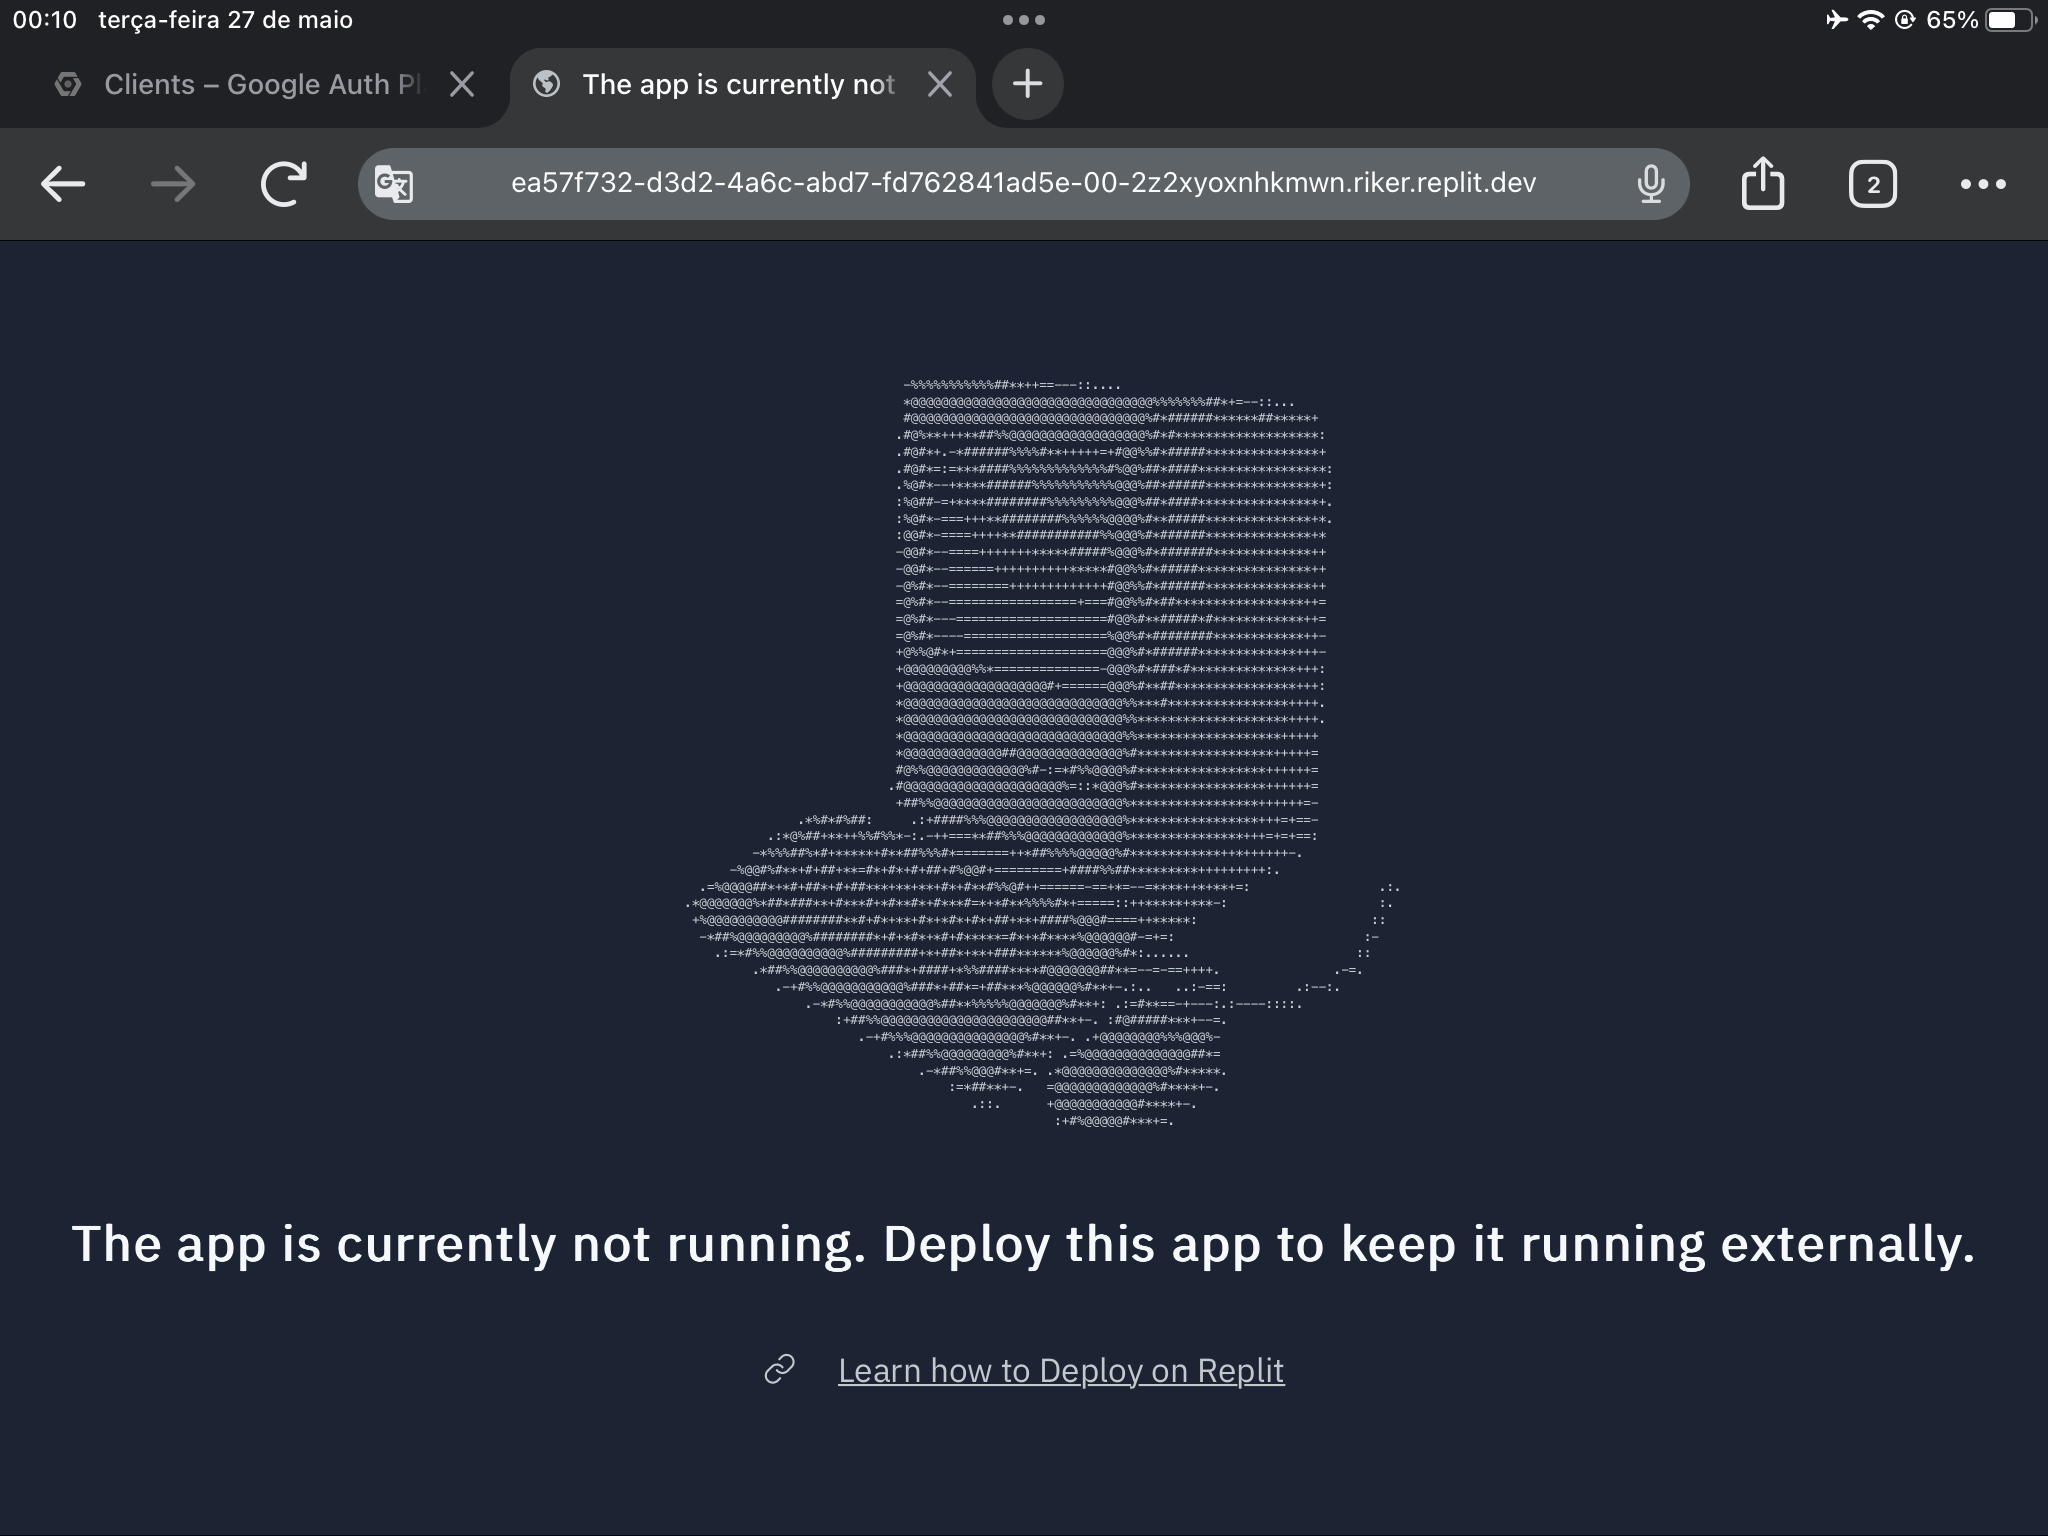 00:10 terça-feira 27 de maio
65%
Clients – Google Auth Pl
The app is currently not
ea57f732-d3d2-4a6c-abd7-fd762841ad5e-00-2z2xyoxnhkmwn.riker.replit.dev
2
The app is currently not running. Deploy this app to keep it running externally.
Learn how to Deploy on Replit